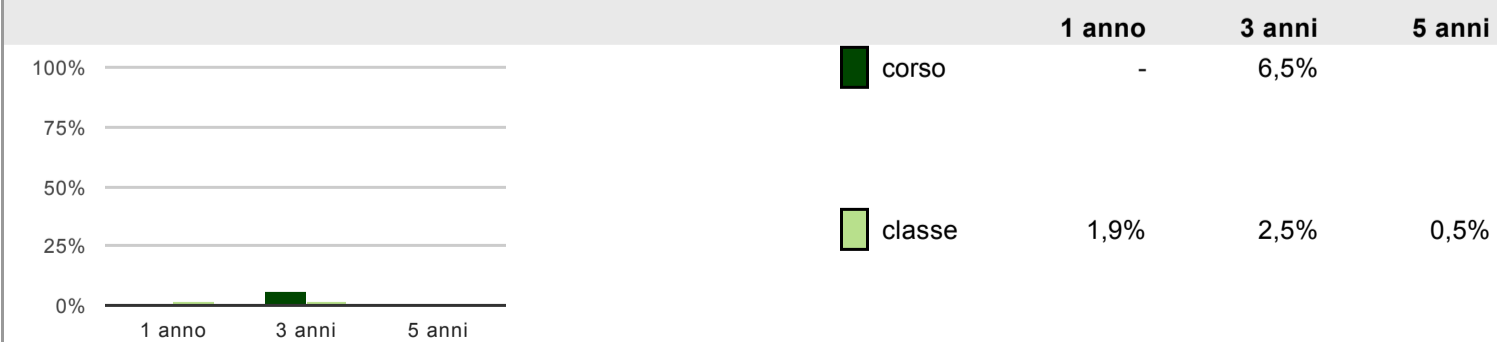 1 anno 3 anni 5 anni
100%
75%
50%
25%
0%
1 anno 3 anni 5 anni
corso - 6,5%
classe 1,9% 2,5% 0,5%